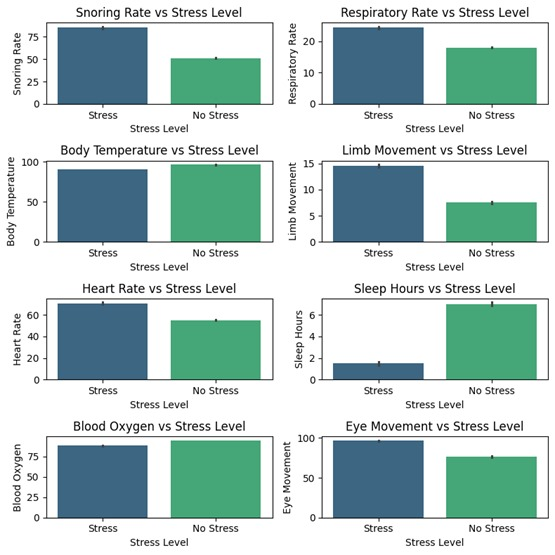 Snoring Rate vs Stress Level
Snoring Rate
75
50
25
0
Stress
No Stress
Stress Level
Respiratory Rate vs Stress Level
Respiratory Rate
20
10
0
Stress
No Stress
Stress Level
Body Temperature vs Stress Level
Body Temperature
100
50
0
Stress
No Stress
Stress Level
Limb Movement vs Stress Level
Limb Movement
15
10
5
0
Stress
No Stress
Stress Level
Heart Rate vs Stress Level
Heart Rate
60
40
20
0
Stress
No Stress
Stress Level
Sleep Hours vs Stress Level
Sleep Hours
6
4
2
0
Stress
No Stress
Stress Level
Blood Oxygen vs Stress Level
Blood Oxygen
75
50
25
0
Stress
No Stress
Stress Level
Eye Movement vs Stress Level
Eye Movement
100
50
0
Stress
No Stress
Stress Level